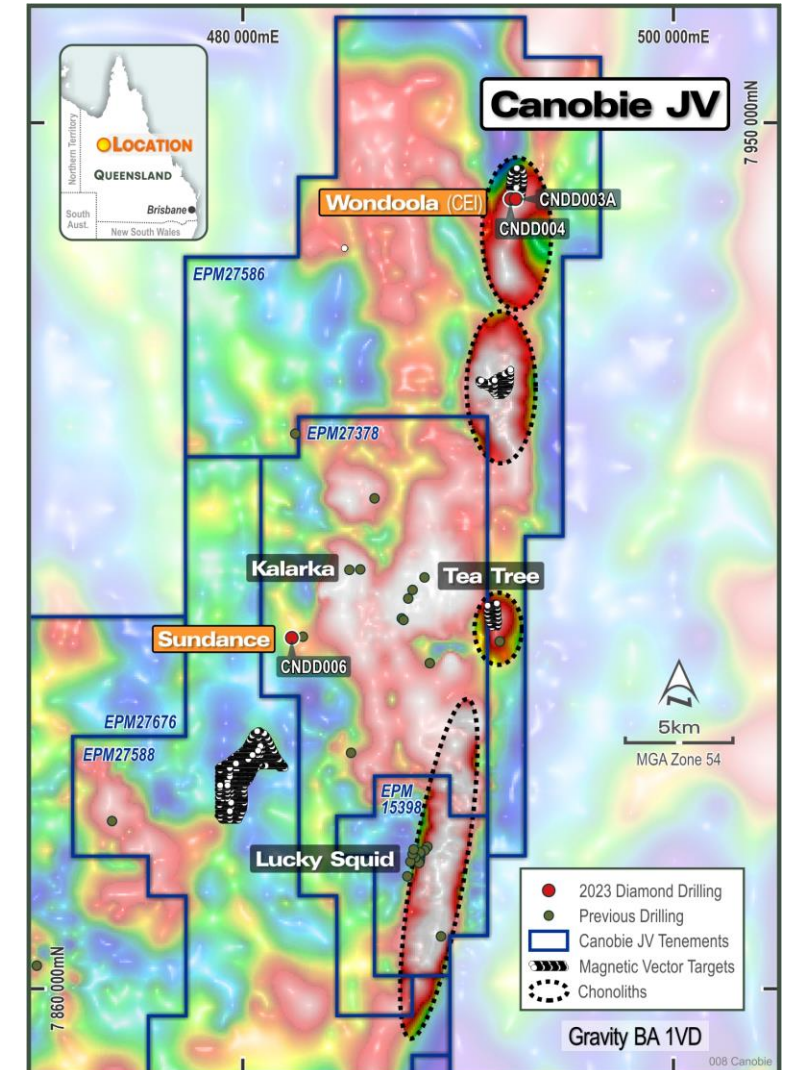 480 000mE
500 000mE
Canobie JV
7 950 000mN
Northern Territory
LOCATION
QUEENSLAND
Brisbane
South
Aust.
New South Wales
Wondoola (CEI)
CNDD003A
CNDD004
EPM27586
EPM27378
Kalarka
Tea Tree
Sundance
CNDD006
EPM27676
EPM27588
N
5km
MGA Zone 54
EPM
15398
Lucky Squid
7 860 000mN
2023 Diamond Drilling
Previous Drilling
Canobie JV Tenements
Magnetic Vector Targets
Chonoliths
Gravity BA 1VD
008 Canobie